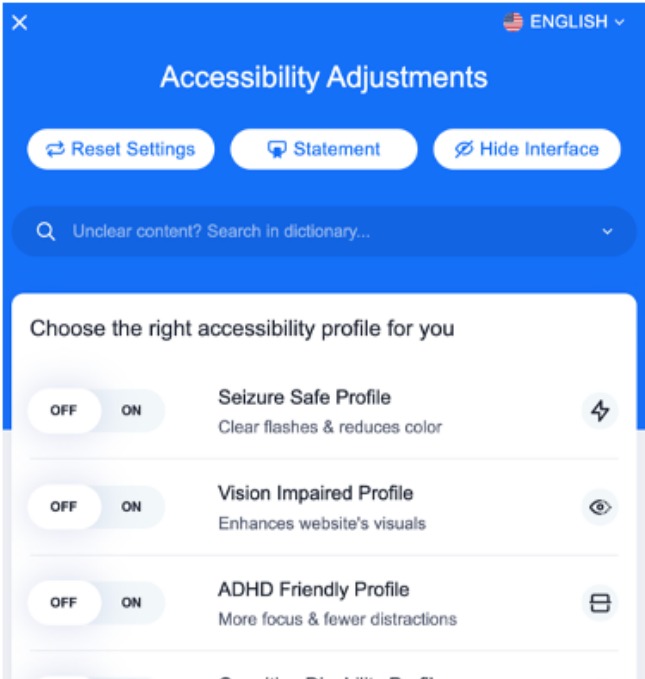 ENGLISH
Accessibility Adjustments
Reset Settings
Statement
Hide Interface
Unclear content? Search in dictionary...
Choose the right accessibility profile for you
OFF ON
Seizure Safe Profile
Clear flashes & reduces color
OFF ON
Vision Impaired Profile
Enhances website's visuals
OFF ON
ADHD Friendly Profile
More focus & fewer distractions